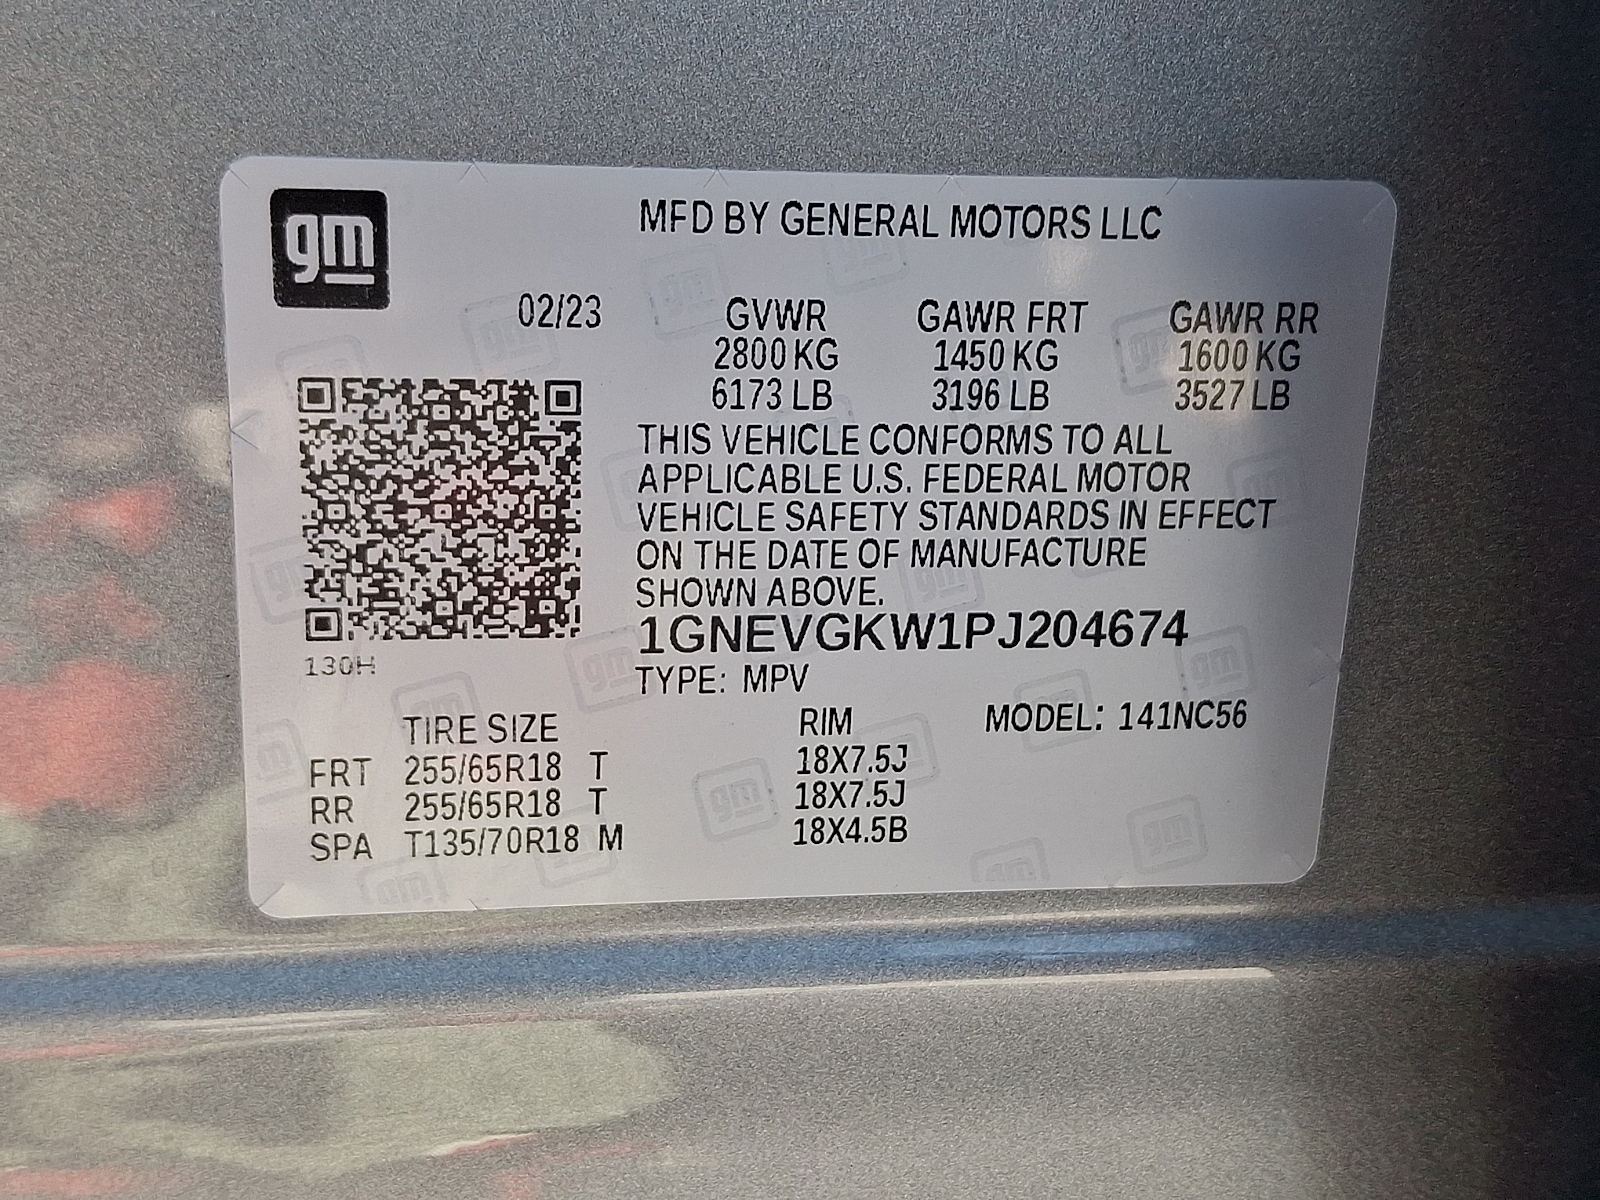 gm
MFD BY GENERAL MOTORS LLC
02/23 GVWR GAWR FRT GAWR RR
2800 KG 1450 KG 1600 KG
6173 LB 3196 LB 3527 LB
THIS VEHICLE CONFORMS TO ALL
APPLICABLE U.S. FEDERAL MOTOR
VEHICLE SAFETY STANDARDS IN EFFECT
ON THE DATE OF MANUFACTURE
SHOWN ABOVE.
1GNEVGKW1PJ204674
130H
TYPE: MPV
TIRE SIZE RIM MODEL: 141NC56
FRT 255/65R18 T 18X7.5J
RR 255/65R18 T 18X7.5J
SPA T135/70R18 M 18X4.5B